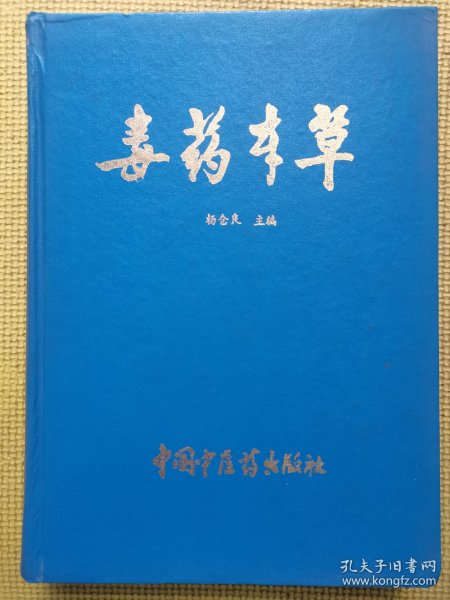 毒药本草
杨仓良 主编
中国中医药出版社
孔夫子旧书网
www.kongfz.com